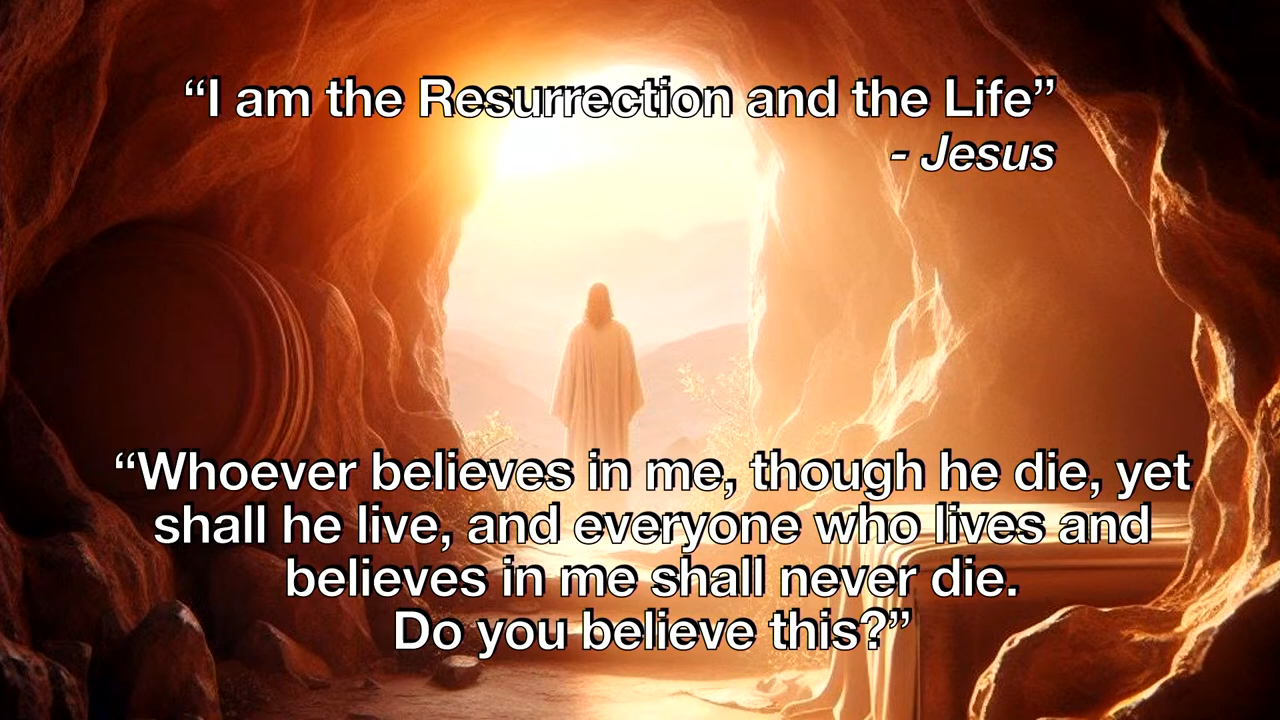 “I am the Resurrection and the Life”
- Jesus
“Whoever believes in me, though he die, yet
shall he live, and everyone who lives and
believes in me shall never die.
Do you believe this?”